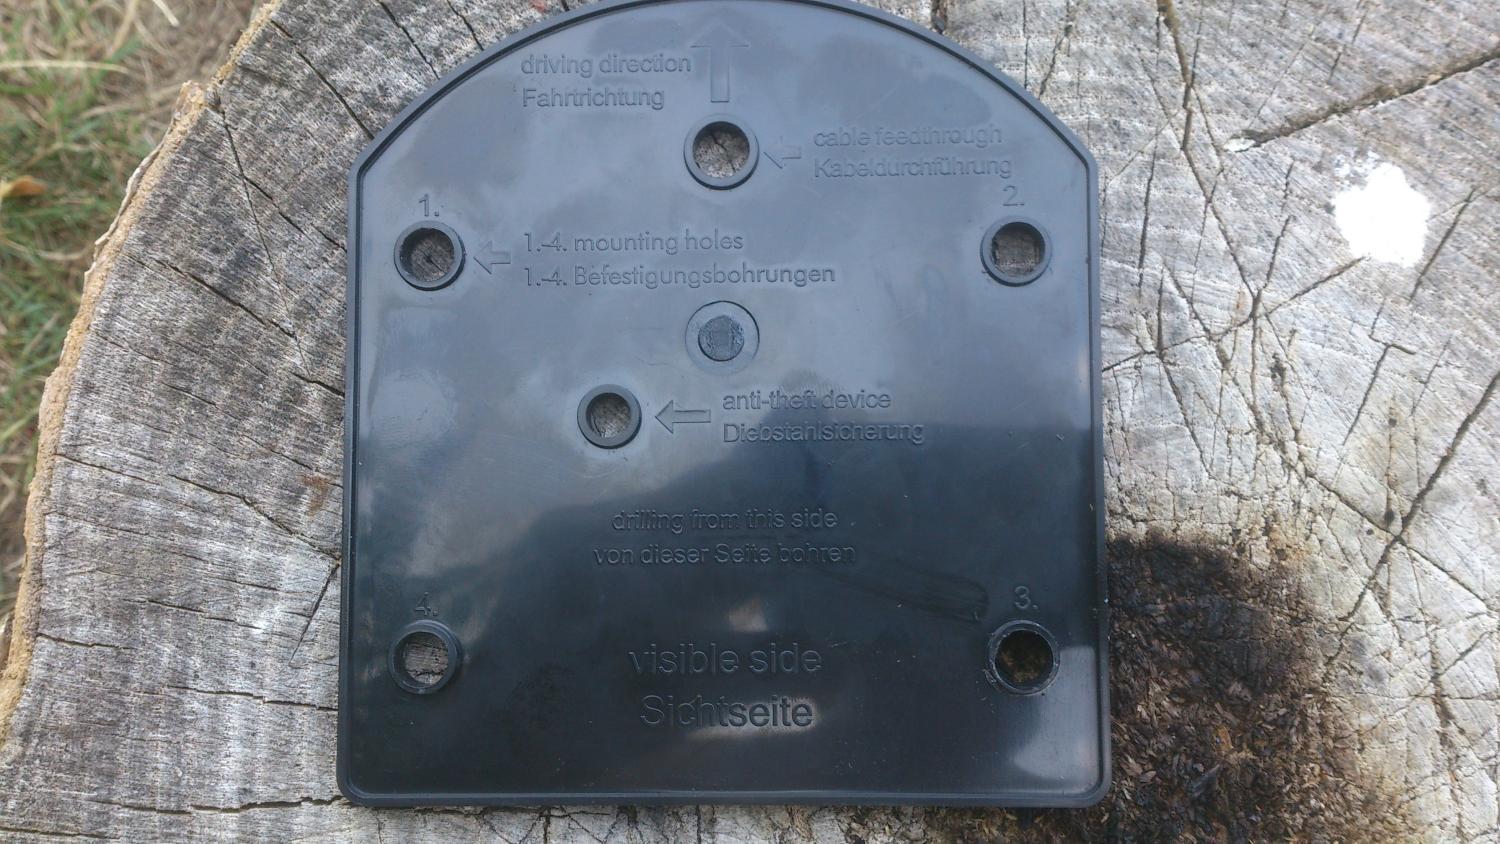 driving direction
Fahrtrichtung
cable feedthrough
Kabeldurchführung
1.
2.
1.-4. mounting holes
1.-4. Befestigungsbohrungen
anti-theft device
Diebstahlsicherung
drilling from this side
von dieser Seite bohren
4.
3.
visible side
Sichtseite